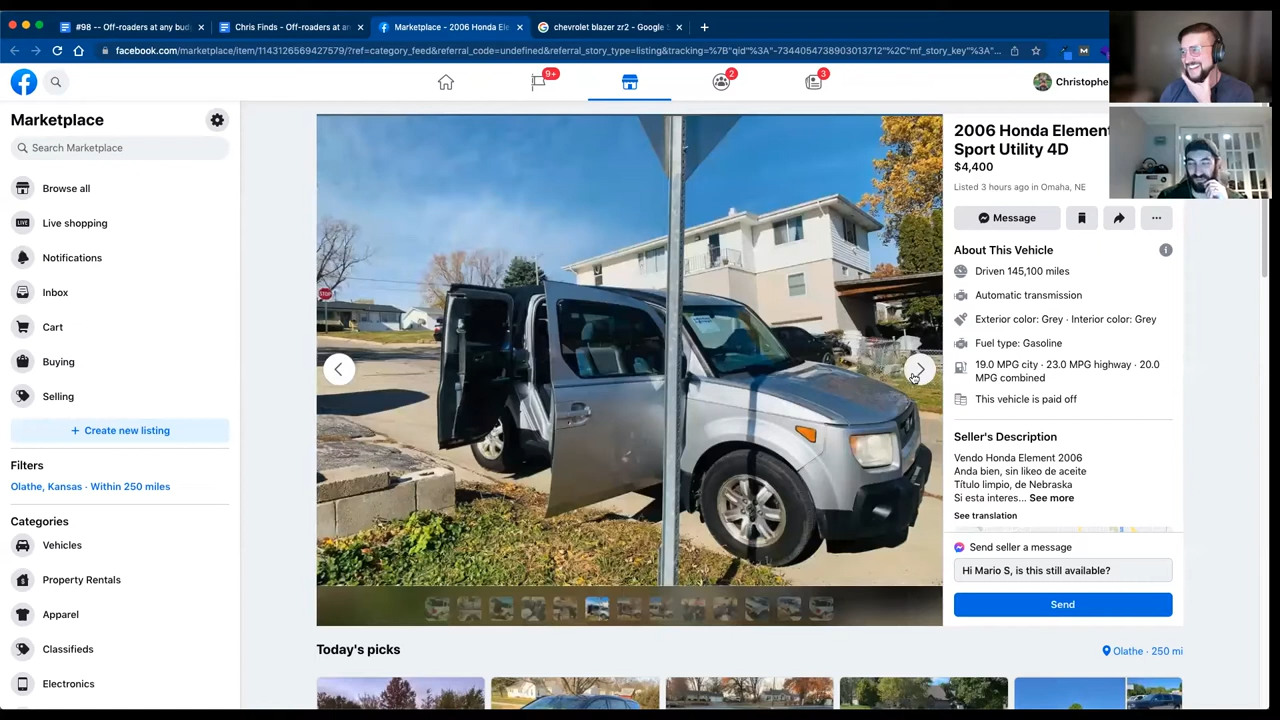 #98 -- Off-roaders at any bud
Chris Finds - Off-roaders at an
Marketplace - 2006 Honda Ele
chevrolet blazer zr2 - Google S
facebook.com/marketplace/item/1143126569427579/?ref=category_feed&referral_code=undefined&referral_story_type=listing&tracking=%7B"qid"%3A"-7344054738903013712"%2C"mf_story_key"%3A"...
9+
2
3
Christophe
Marketplace
Search Marketplace
Browse all
LIVE
Live shopping
Notifications
Inbox
Cart
Buying
Selling
+ Create new listing
Filters
Olathe, Kansas · Within 250 miles
Categories
Vehicles
Property Rentals
Apparel
Classifieds
Electronics
STOP
2006 Honda Element
Sport Utility 4D
$4,400
Listed 3 hours ago in Omaha, NE
Message
About This Vehicle
Driven 145,100 miles
Automatic transmission
Exterior color: Grey · Interior color: Grey
Fuel type: Gasoline
19.0 MPG city · 23.0 MPG highway · 20.0
MPG combined
This vehicle is paid off
Seller's Description
Vendo Honda Element 2006
Anda bien, sin likeo de aceite
Título limpio, de Nebraska
Si esta interes... See more
See translation
Send seller a message
Hi Mario S, is this still available?
Send
Today's picks
Olathe · 250 mi